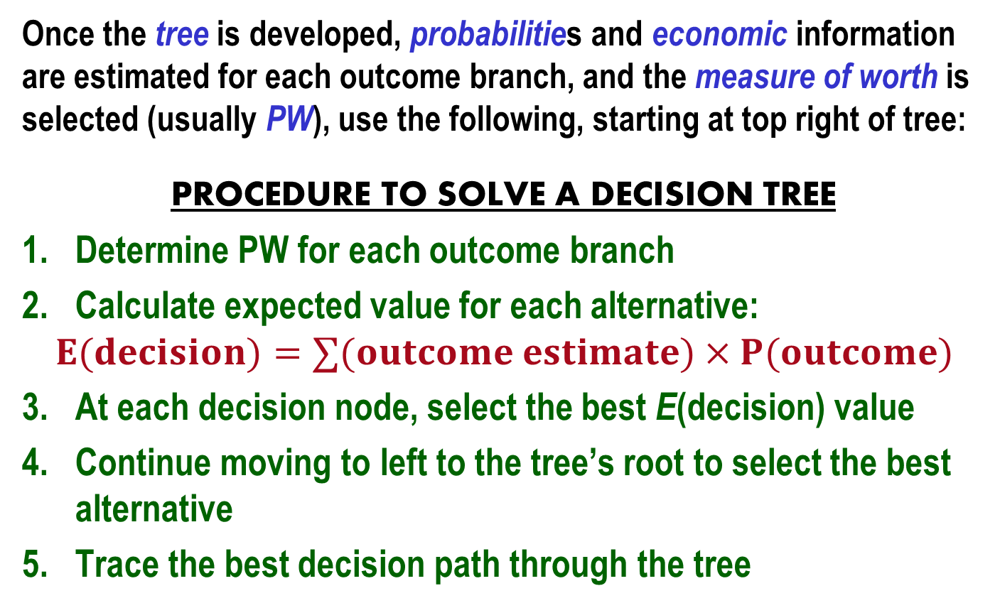 Once the tree is developed, probabilities and economic information
are estimated for each outcome branch, and the measure of worth is
selected (usually PW), use the following, starting at top right of tree:
PROCEDURE TO SOLVE A DECISION TREE
1. Determine PW for each outcome branch
2. Calculate expected value for each alternative:
E(decision) = ∑(outcome estimate) × P(outcome)
3. At each decision node, select the best E(decision) value
4. Continue moving to left to the tree’s root to select the best
alternative
5. Trace the best decision path through the tree